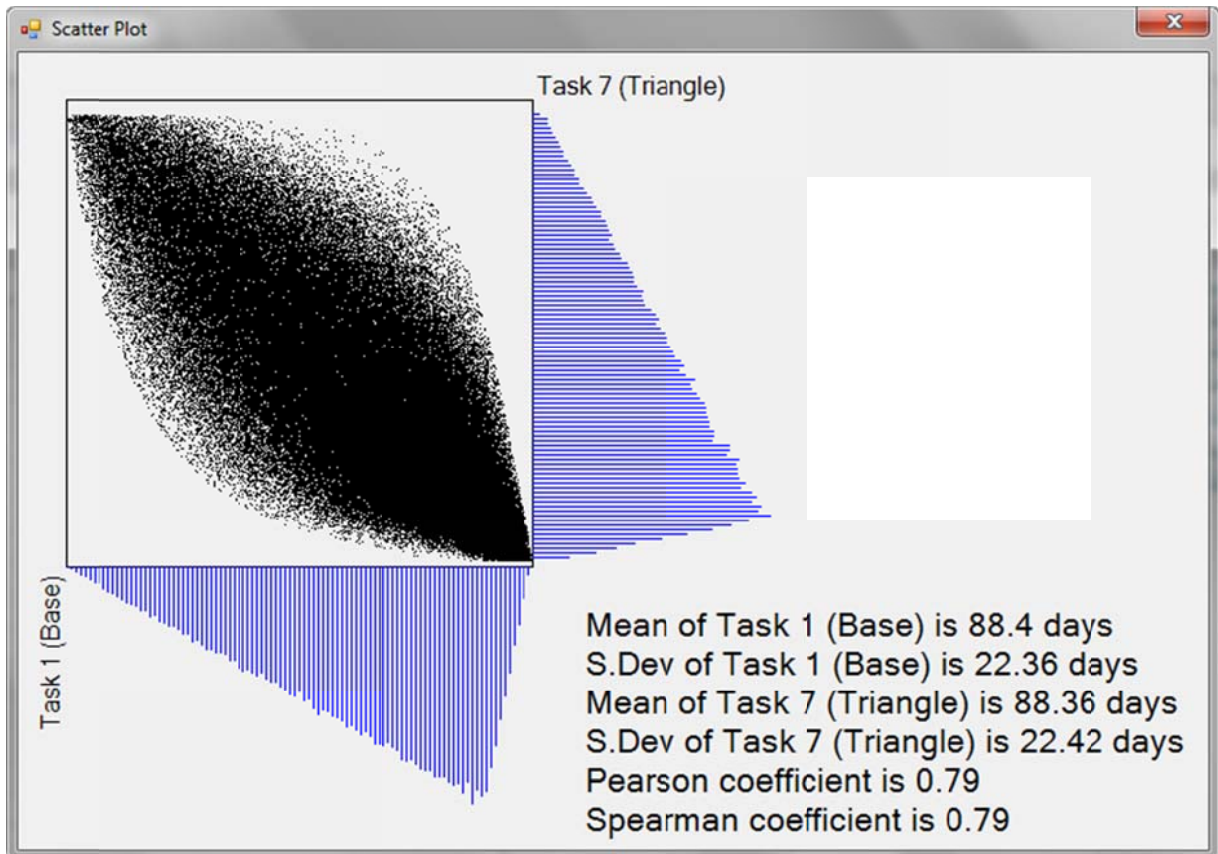 Scatter Plot
Task 7 (Triangle)
Task 1 (Base)
Mean of Task 1 (Base) is 88.4 days
S.Dev of Task 1 (Base) is 22.36 days
Mean of Task 7 (Triangle) is 88.36 days
S.Dev of Task 7 (Triangle) is 22.42 days
Pearson coefficient is 0.79
Spearman coefficient is 0.79